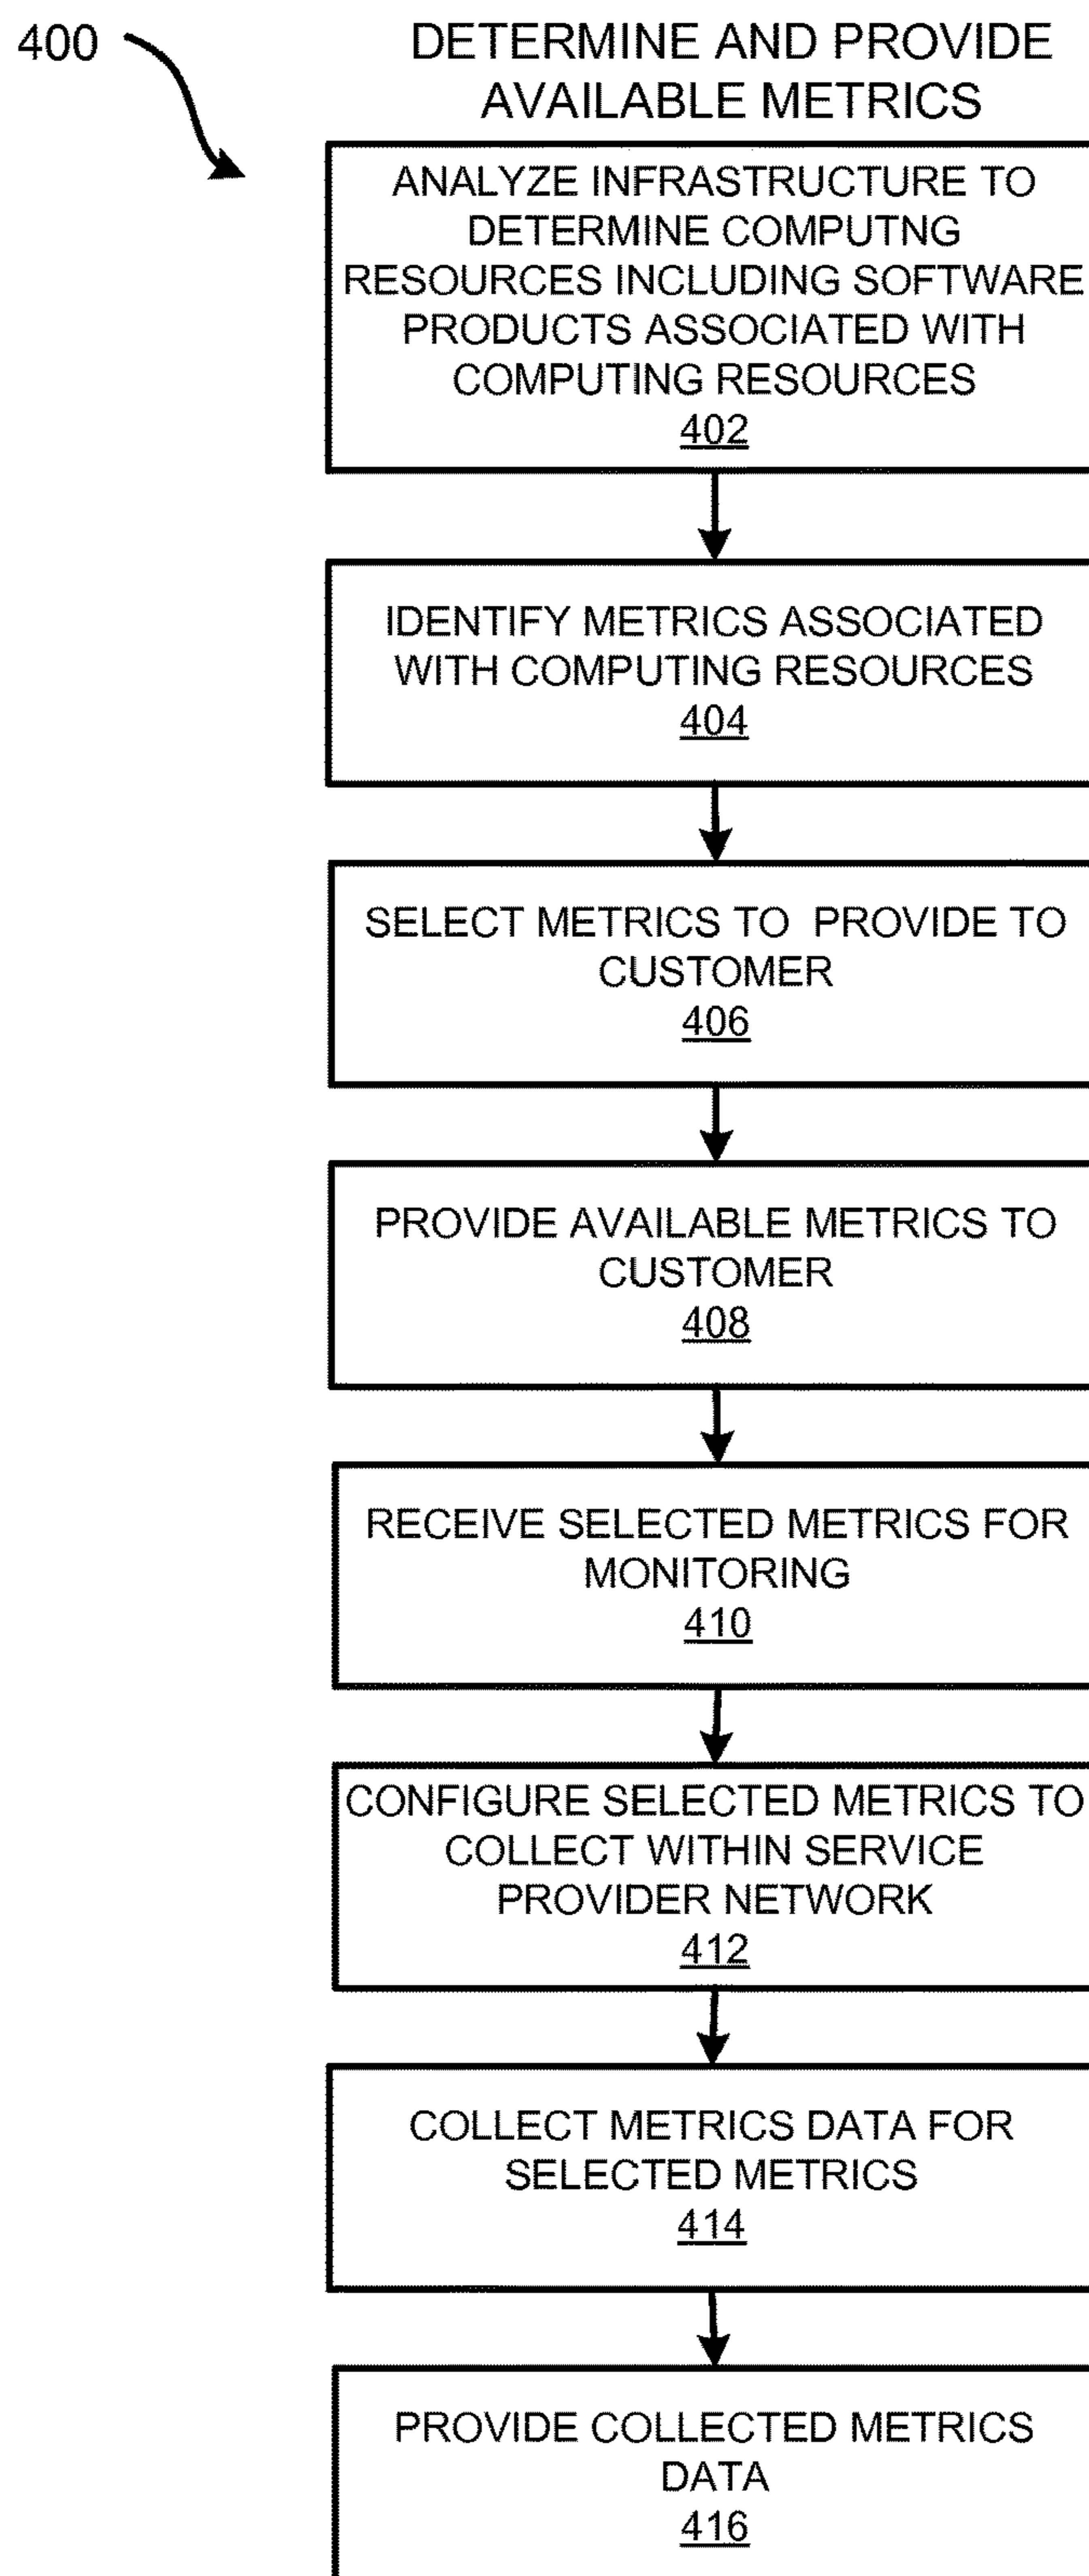 400
DETERMINE AND PROVIDE
AVAILABLE METRICS
ANALYZE INFRASTRUCTURE TO
DETERMINE COMPUTNG
RESOURCES INCLUDING SOFTWARE
PRODUCTS ASSOCIATED WITH
COMPUTING RESOURCES
402
IDENTIFY METRICS ASSOCIATED
WITH COMPUTING RESOURCES
404
SELECT METRICS TO PROVIDE TO
CUSTOMER
406
PROVIDE AVAILABLE METRICS TO
CUSTOMER
408
RECEIVE SELECTED METRICS FOR
MONITORING
410
CONFIGURE SELECTED METRICS TO
COLLECT WITHIN SERVICE
PROVIDER NETWORK
412
COLLECT METRICS DATA FOR
SELECTED METRICS
414
PROVIDE COLLECTED METRICS
DATA
416